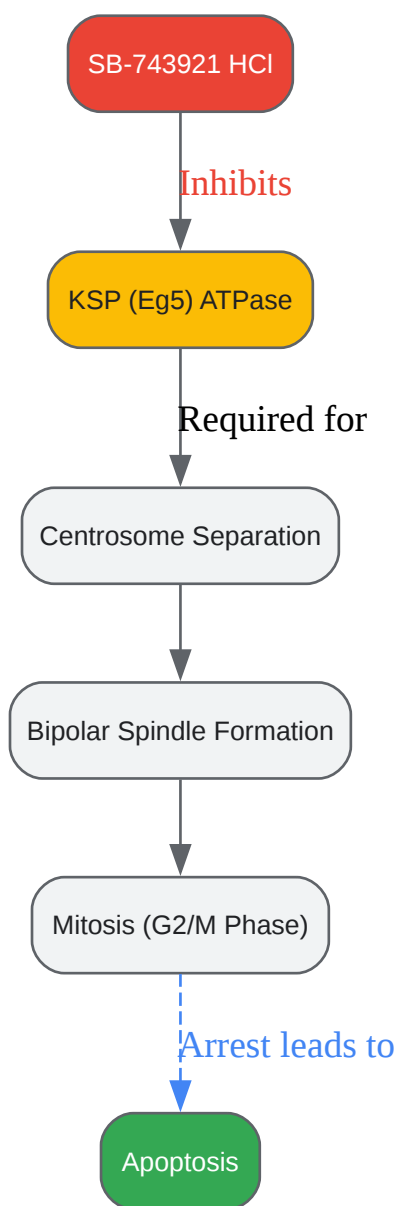 SB-743921 HCl
Inhibits
KSP (Eg5) ATPase
Required for
Centrosome Separation
Bipolar Spindle Formation
Mitosis (G2/M Phase)
Arrest leads to
Apoptosis